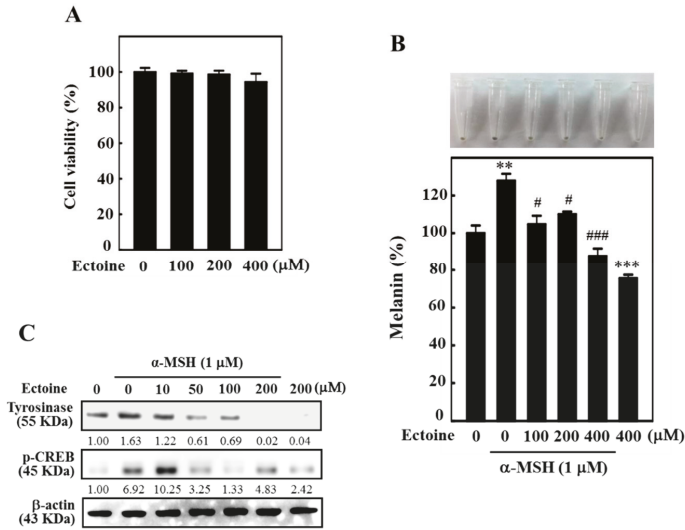 A
Cell viability (%)
100
80
60
40
20
0
Ectoine 0 100 200 400 (μM)
B
Melanin (%)
120
100
80
60
40
20
0
**
#
#
###
***
Ectoine 0 0 100 200 400 400 (μM)
α-MSH (1 μM)
C
α-MSH (1 μM)
Ectoine 0 0 10 50 100 200 200 (μM)
Tyrosinase
(55 KDa)
1.00 1.63 1.22 0.61 0.69 0.02 0.04
p-CREB
(45 KDa)
1.00 6.92 10.25 3.25 1.33 4.83 2.42
β-actin
(43 KDa)